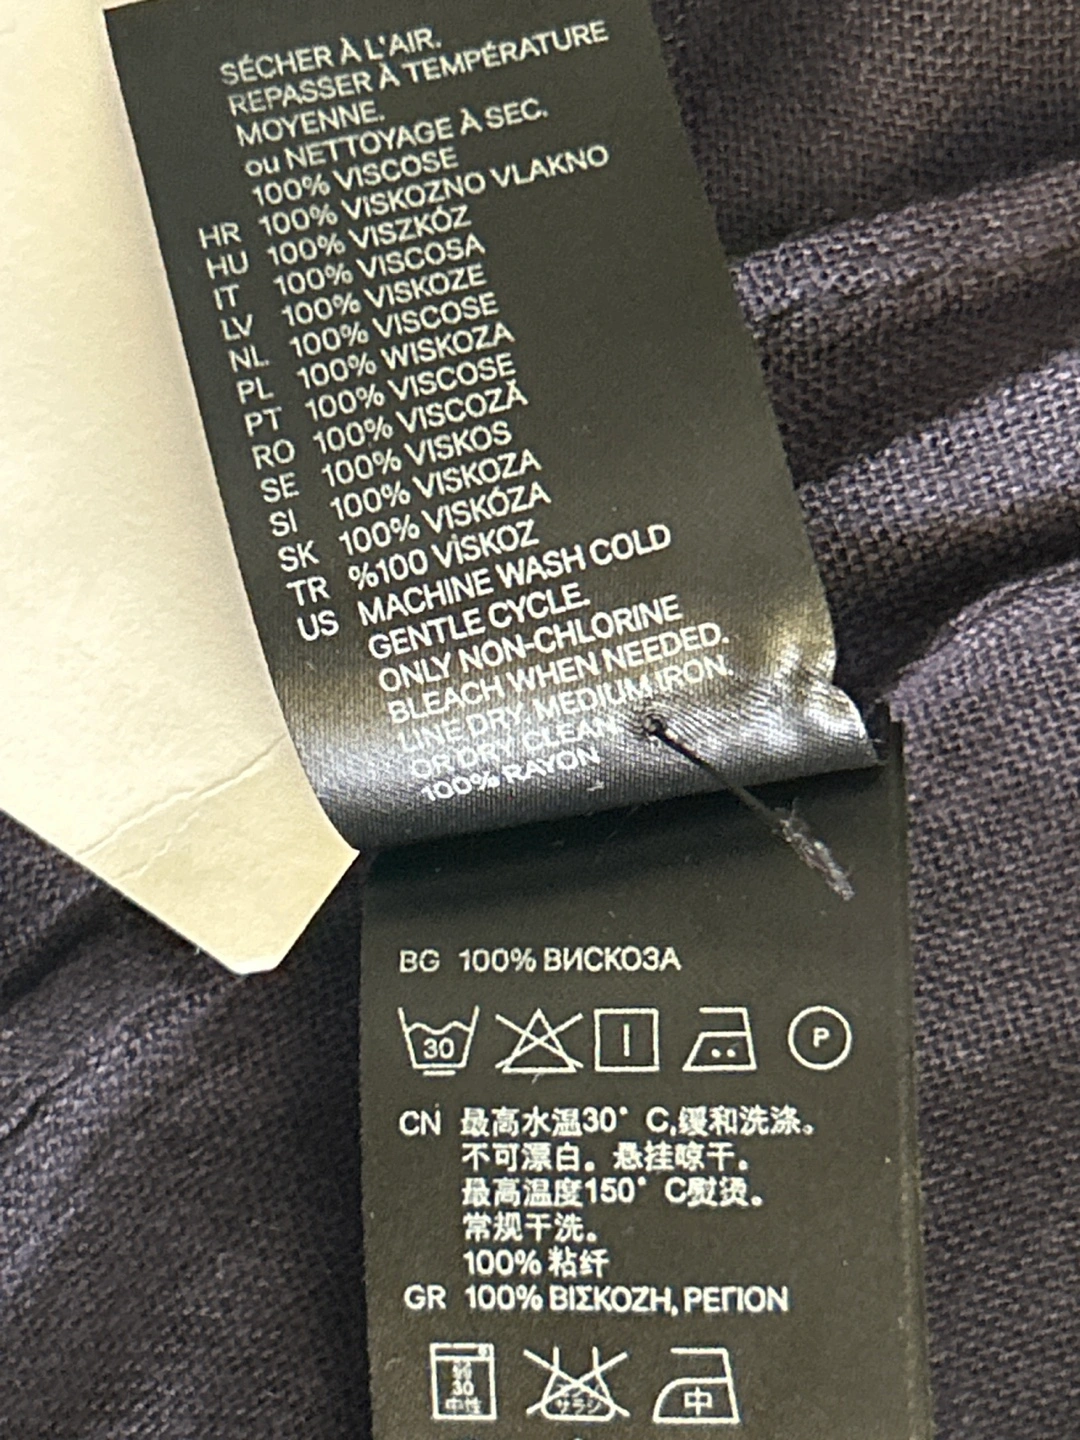 SÉCHER À L'AIR.
REPASSER À TEMPÉRATURE
MOYENNE.
ou NETTOYAGE À SEC.
100% VISCOSE
HR 100% VISKOZNO VLAKNO
HU 100% VISZKÓZ
IT 100% VISCOSA
LV 100% VISKOZE
NL 100% VISCOSE
PL 100% WISKOZA
PT 100% VISCOSE
RO 100% VISCOZĂ
SE 100% VISKOS
SI 100% VISKOZA
SK 100% VISKÓZA
TR %100 VİSKOZ
US MACHINE WASH COLD
GENTLE CYCLE.
ONLY NON-CHLORINE
BLEACH WHEN NEEDED.
LINE DRY. MEDIUM IRON.
OR DRY CLEAN
100% RAYON
BG 100% ВИСКОЗА
30 P
CN 最高水温30° C,缓和洗涤。
不可漂白。悬挂晾干。
最高温度150° C熨烫。
常规干洗。
100% 粘纤
GR 100% ΒΙΣΚΟΖΗ, ΡΕΓΙΟΝ
弱
30
中性 サラシ 中